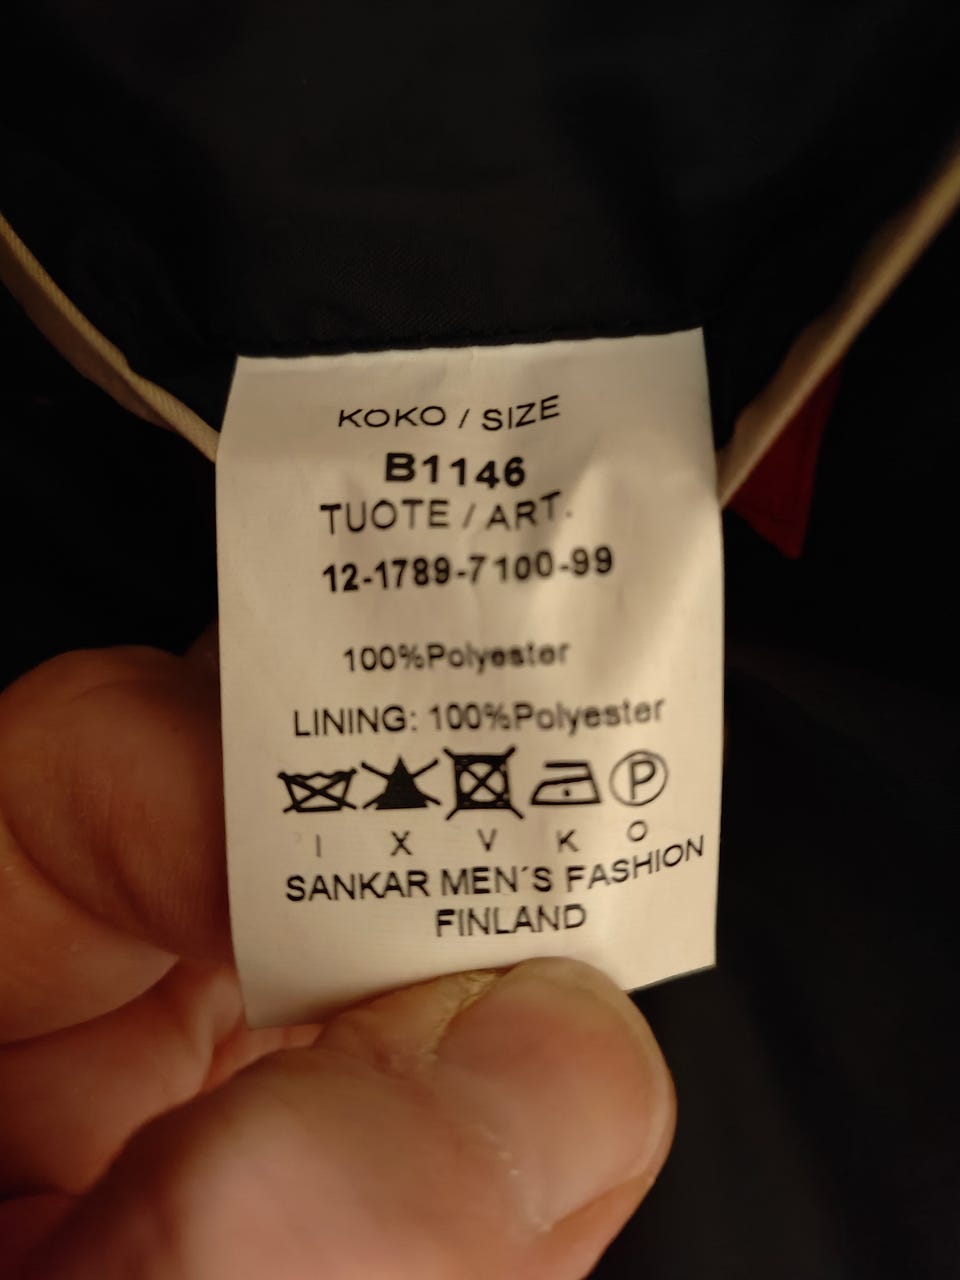 KOKO / SIZE
B1146
TUOTE / ART.
12-1789-7100-99
100%Polyester
LINING: 100%Polyester
P
I X V K O
SANKAR MEN´S FASHION
FINLAND